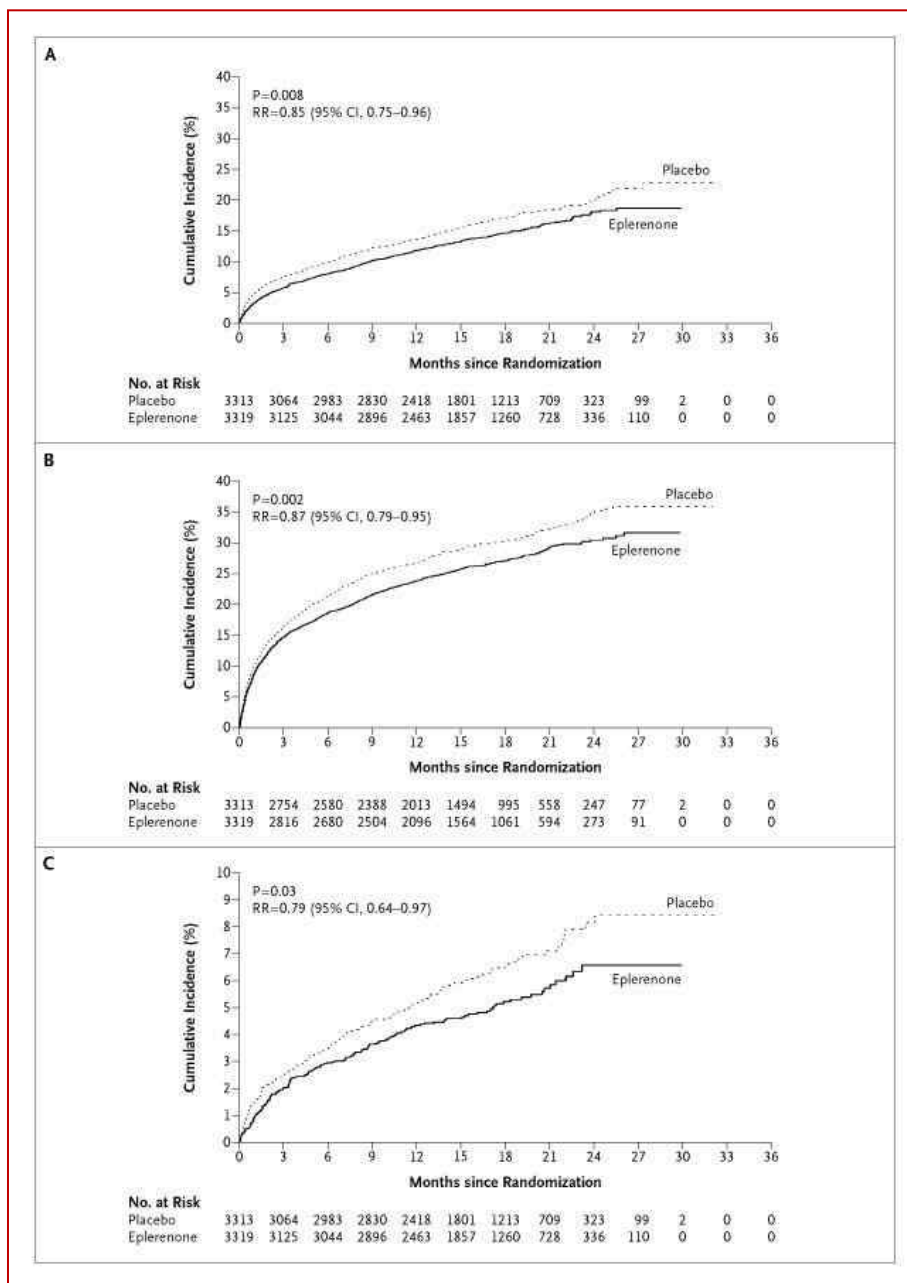 A
40
P=0.008
35
RR=0.85 (95% CI, 0.75–0.96)
30
25
Placebo
20
Eplerenone
15
10
5
0
Cumulative Incidence (%)
0 3 6 9 12 15 18 21 24 27 30 33 36
Months since Randomization
No. at Risk
Placebo 3313 3064 2983 2830 2418 1801 1213 709 323 99 2 0 0
Eplerenone 3319 3125 3044 2896 2463 1857 1260 728 336 110 0 0 0
B
40
P=0.002
35
Placebo
RR=0.87 (95% CI, 0.79–0.95)
30
Eplerenone
25
20
15
10
5
0
Cumulative Incidence (%)
0 3 6 9 12 15 18 21 24 27 30 33 36
Months since Randomization
No. at Risk
Placebo 3313 2754 2580 2388 2013 1494 995 558 247 77 2 0 0
Eplerenone 3319 2816 2680 2504 2096 1564 1061 594 273 91 0 0 0
C
10
P=0.03
9
RR=0.79 (95% CI, 0.64–0.97)
Placebo
8
7
6
Eplerenone
5
4
3
2
1
0
Cumulative Incidence (%)
0 3 6 9 12 15 18 21 24 27 30 33 36
Months since Randomization
No. at Risk
Placebo 3313 3064 2983 2830 2418 1801 1213 709 323 99 2 0 0
Eplerenone 3319 3125 3044 2896 2463 1857 1260 728 336 110 0 0 0